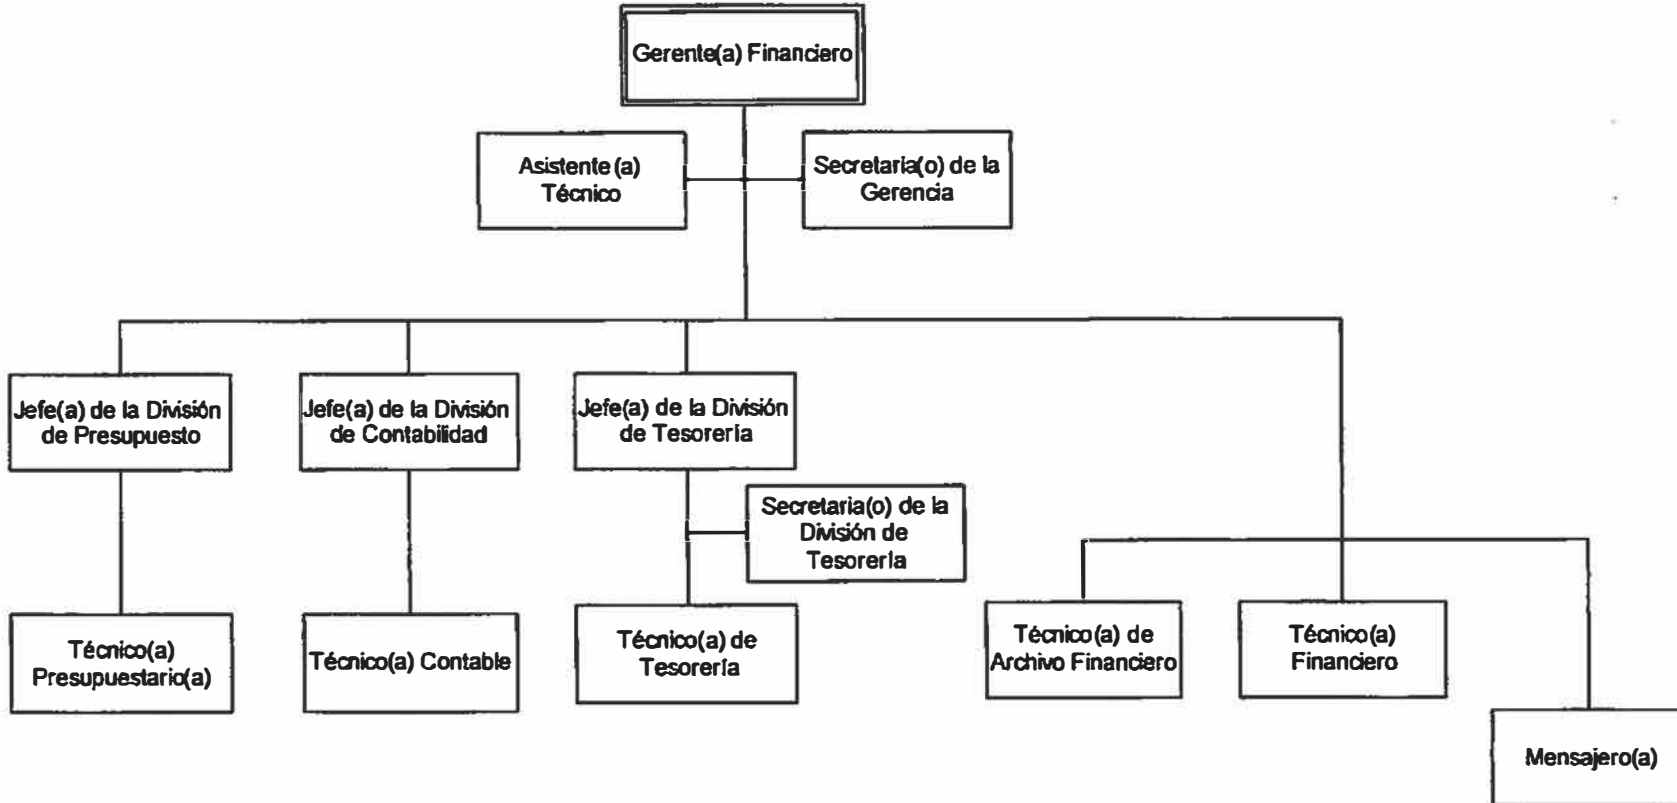 Gerente(a) Financiero
Asistente(a)
Técnico
Secretaria(o) de la
Gerencia
Jefe(a) de la División
de Presupuesto
Jefe(a) de la División
de Contabilidad
Jefe(a) de la División
de Tesorería
Secretaria(o) de la
División de
Tesorería
Técnico(a)
Presupuestario(a)
Técnico(a) Contable
Técnico(a) de
Tesorería
Técnico(a) de
Archivo Financiero
Técnico(a)
Financiero
Mensajero(a)